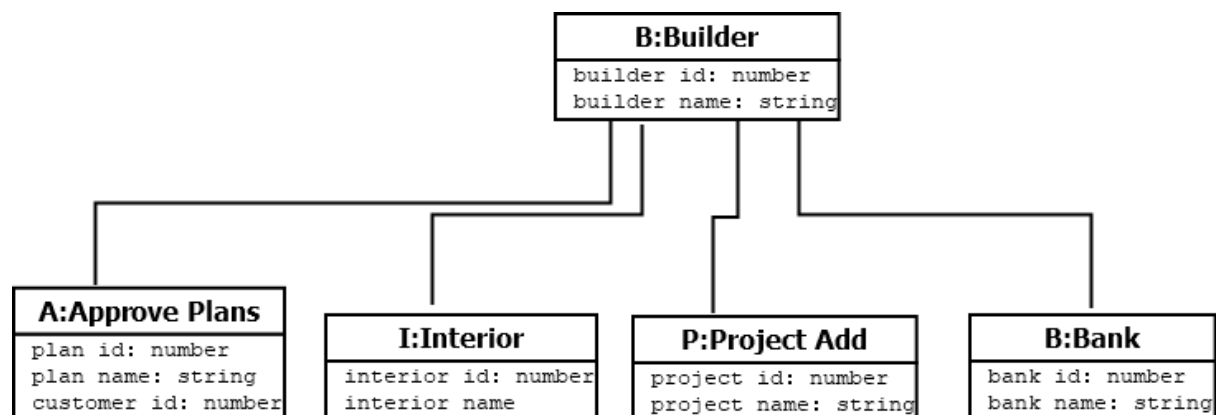 B:Builder
builder id: number
builder name: string
A:Approve Plans
plan id: number
plan name: string
customer id: number
I:Interior
interior id: number
interior name
P:Project Add
project id: number
project name: string
B:Bank
bank id: number
bank name: string